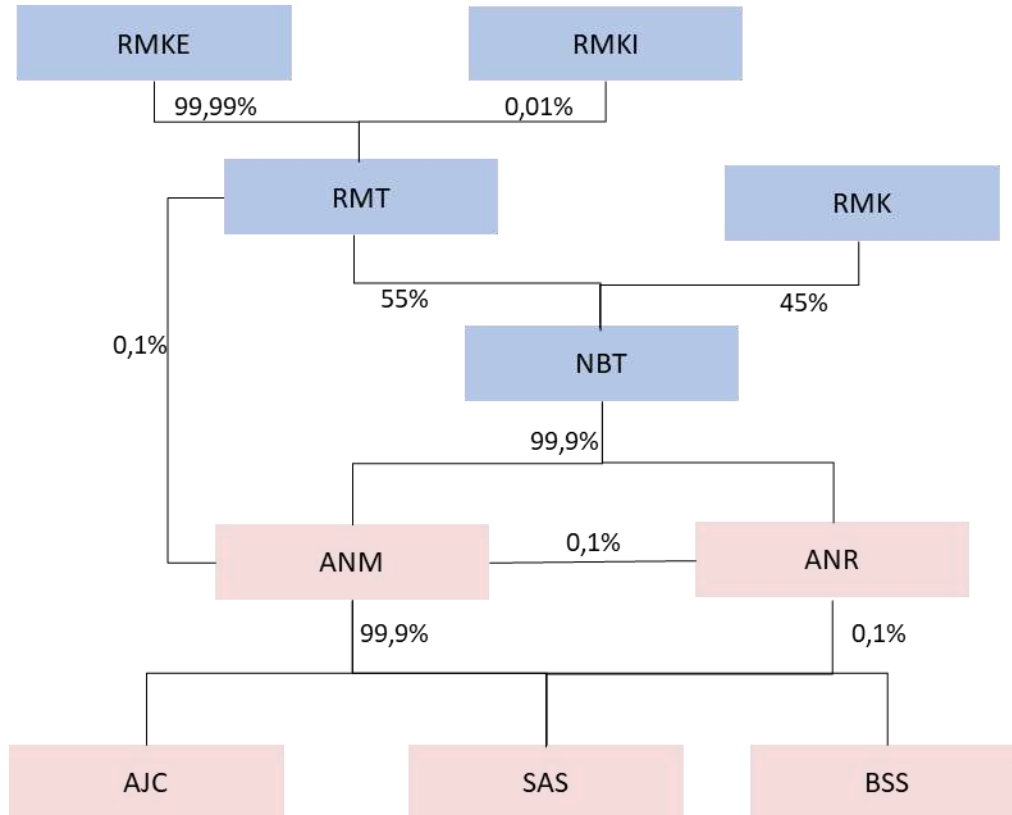 RMKE
RMKI
99,99%
0,01%
RMT
RMK
55%
45%
0,1%
NBT
99,9%
ANM
0,1%
ANR
99,9%
0,1%
AJC
SAS
BSS